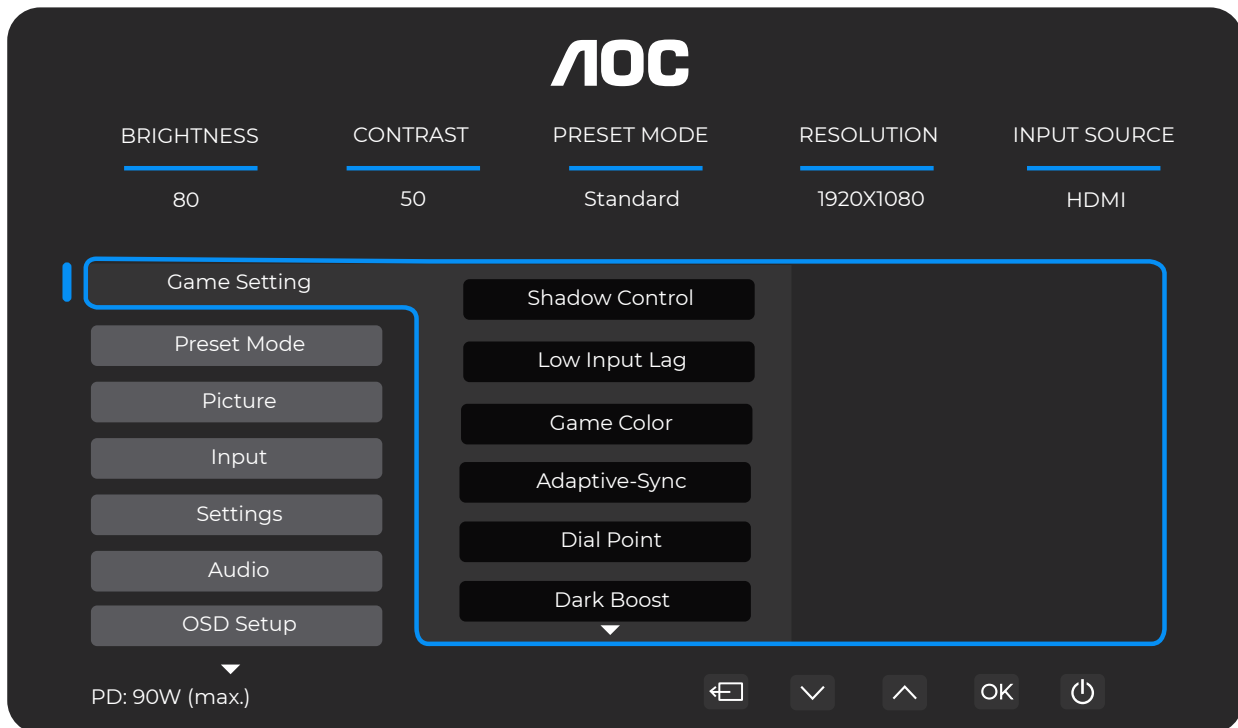 AOC
BRIGHTNESS CONTRAST PRESET MODE RESOLUTION INPUT SOURCE
80 50 Standard 1920X1080 HDMI
Game Setting
Preset Mode
Picture
Input
Settings
Audio
OSD Setup
Shadow Control
Low Input Lag
Game Color
Adaptive-Sync
Dial Point
Dark Boost
PD: 90W (max.)
OK